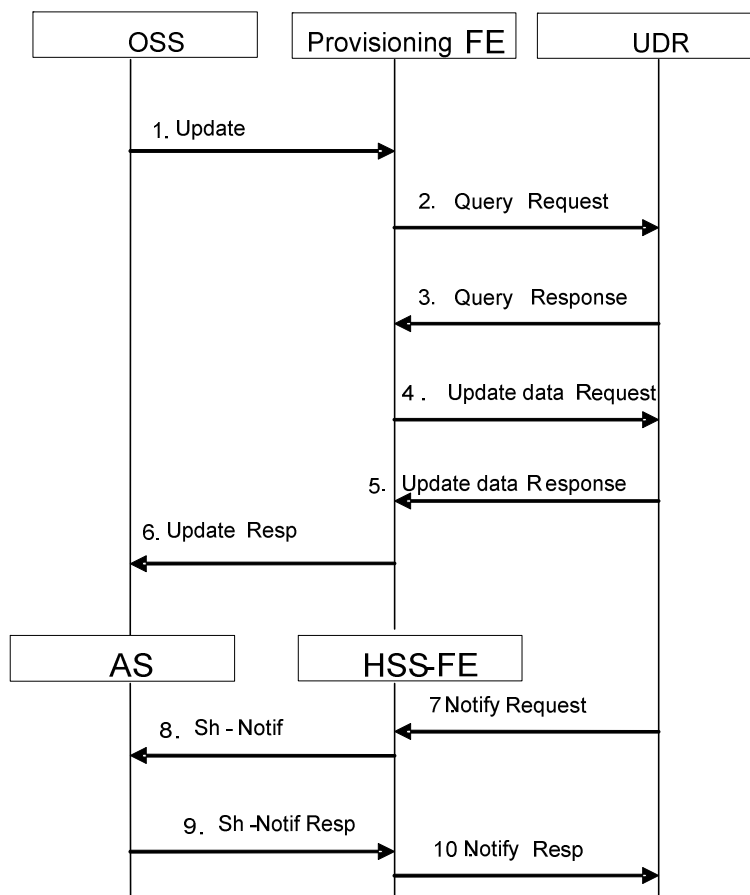 OSS
Provisioning FE
UDR
1. Update
2. Query Request
3. Query Response
4. Update data Request
5. Update data Response
6. Update Resp
AS
HSS-FE
7 Notify Request
8. Sh-Notif
9. Sh-Notif Resp
10 Notify Resp